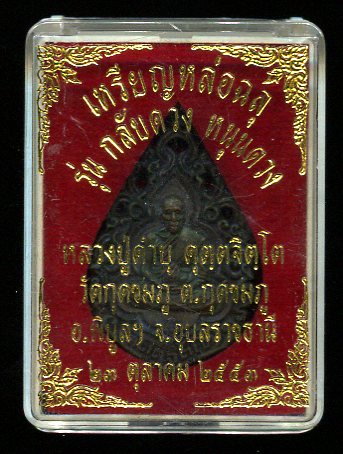 เหรียญหล่อฉลุ
รุ่น กลับดวง หนุนดวง
หลวงปู่คำบุ คุตฺตจิตฺโต
วัดกุดชมภู ต.กุดชมภู
อ.พิบูลฯ จ.อุบลราชธานี
๒๓ ตุลาคม ๒๕๕๓